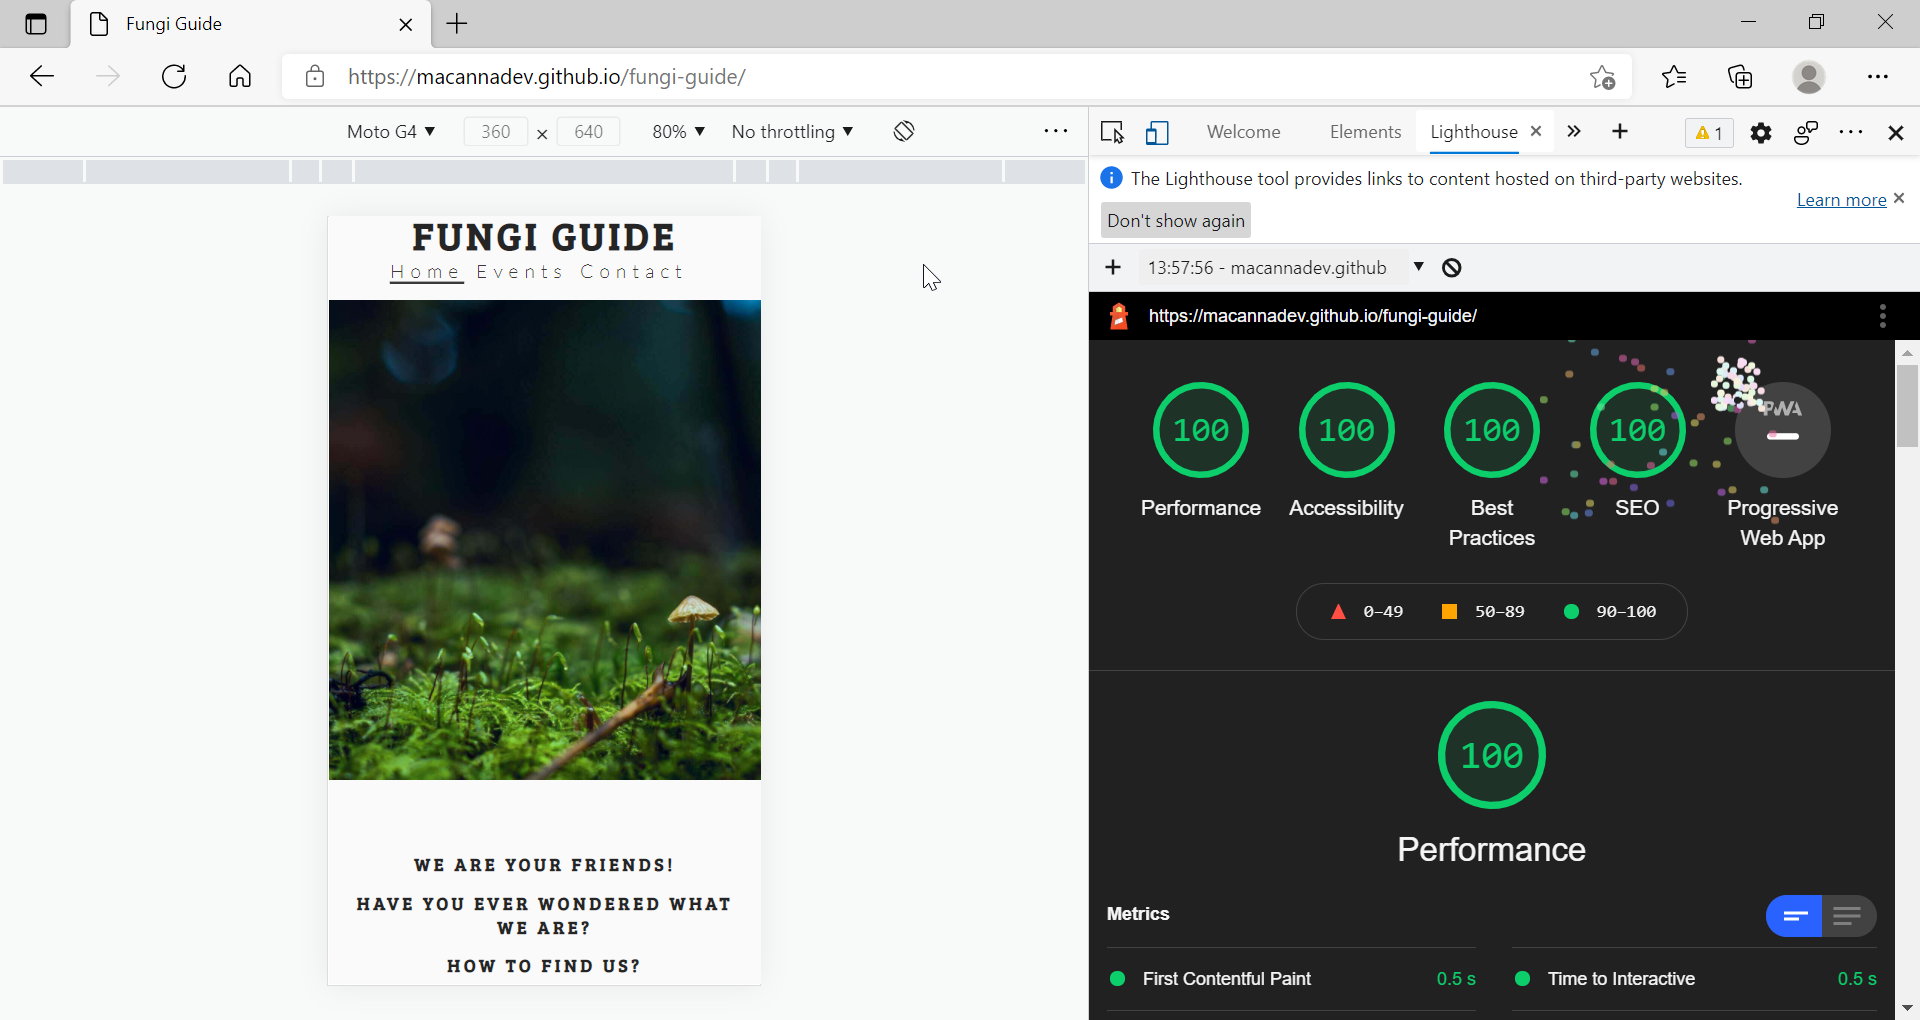 Fungi Guide
https://macannadev.github.io/fungi-guide/
Moto G4 360 × 640 80% No throttling
Welcome Elements Lighthouse 1
The Lighthouse tool provides links to content hosted on third-party websites.
Learn more
Don't show again
13:57:56 - macannadev.github
https://macannadev.github.io/fungi-guide/
FUNGI GUIDE
Home Events Contact
WE ARE YOUR FRIENDS!
HAVE YOU EVER WONDERED WHAT
WE ARE?
HOW TO FIND US?
100 100 100 100 PWA
Performance Accessibility Best Practices SEO Progressive Web App
0–49 50–89 90–100
100
Performance
Metrics
First Contentful Paint 0.5 s Time to Interactive 0.5 s